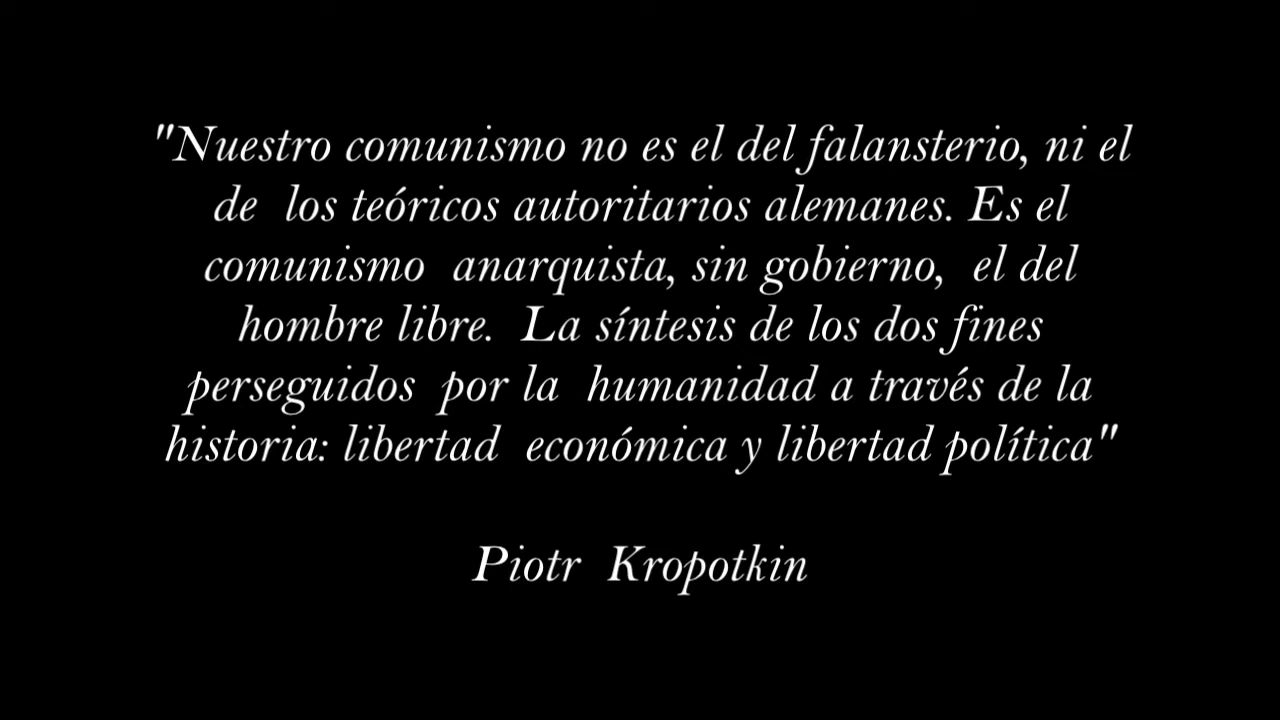 "Nuestro comunismo no es el del falansterio, ni el
de los teóricos autoritarios alemanes. Es el
comunismo anarquista, sin gobierno, el del
hombre libre. La síntesis de los dos fines
perseguidos por la humanidad a través de la
historia: libertad económica y libertad política"
Piotr Kropotkin